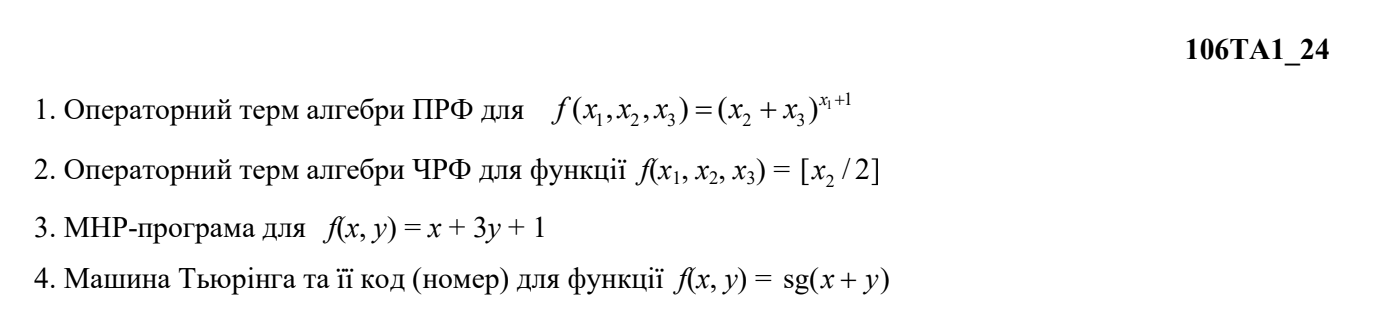 106ТА1_24
1. Операторний терм алгебри ПРФ для f(x₁,x₂,x₃)=(x₂+x₃)^(x₁+1)
2. Операторний терм алгебри ЧРФ для функції f(x₁, x₂, x₃) = [x₂ / 2]
3. МНР-програма для f(x, y) = x + 3y + 1
4. Машина Тьюрінга та її код (номер) для функції f(x, y) = sg(x + y)